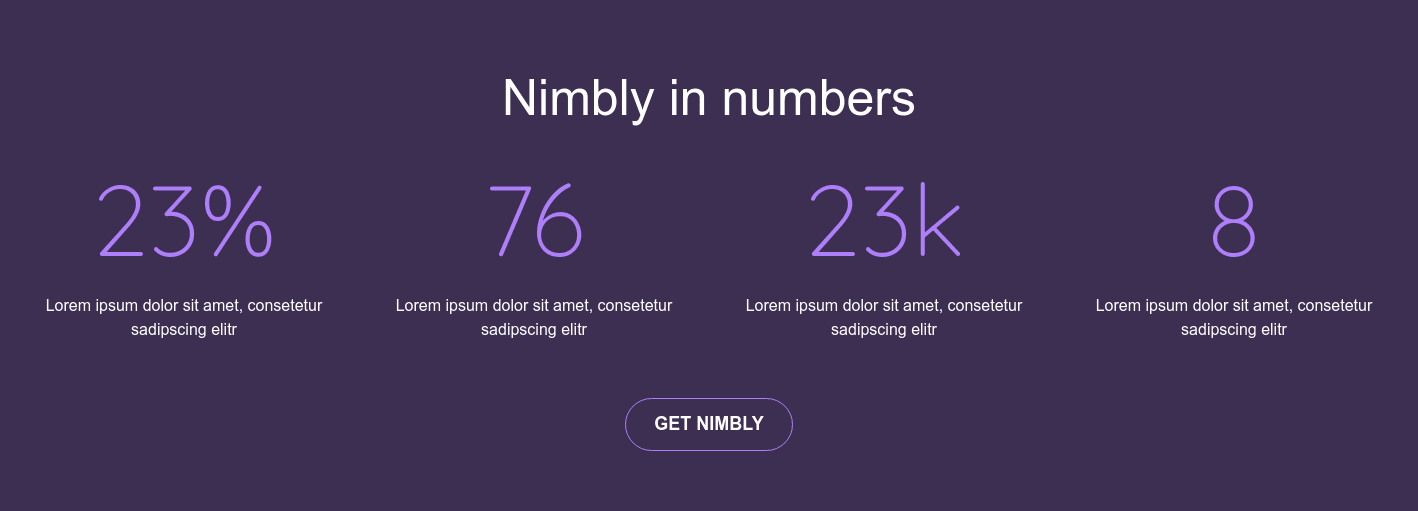 Nimbly in numbers
23%
76
23k
8
Lorem ipsum dolor sit amet, consetetur
sadipscing elitr
Lorem ipsum dolor sit amet, consetetur
sadipscing elitr
Lorem ipsum dolor sit amet, consetetur
sadipscing elitr
Lorem ipsum dolor sit amet, consetetur
sadipscing elitr
GET NIMBLY